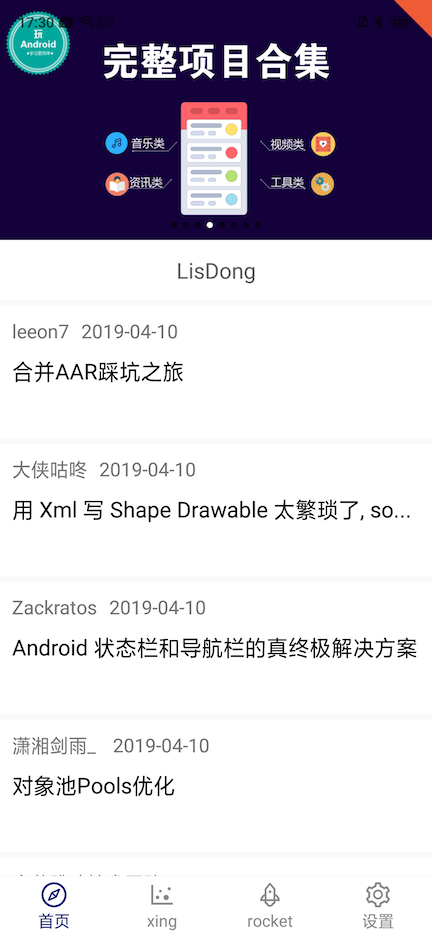 17:30
玩
Android
完整项目合集
音乐类
视频类
资讯类
工具类
LisDong
leeon7 2019-04-10
合并AAR踩坑之旅
大侠咕咚 2019-04-10
用 Xml 写 Shape Drawable 太繁琐了, so...
Zackratos 2019-04-10
Android 状态栏和导航栏的真终极解决方案
潇湘剑雨_ 2019-04-10
对象池Pools优化
首页
xing
rocket
设置